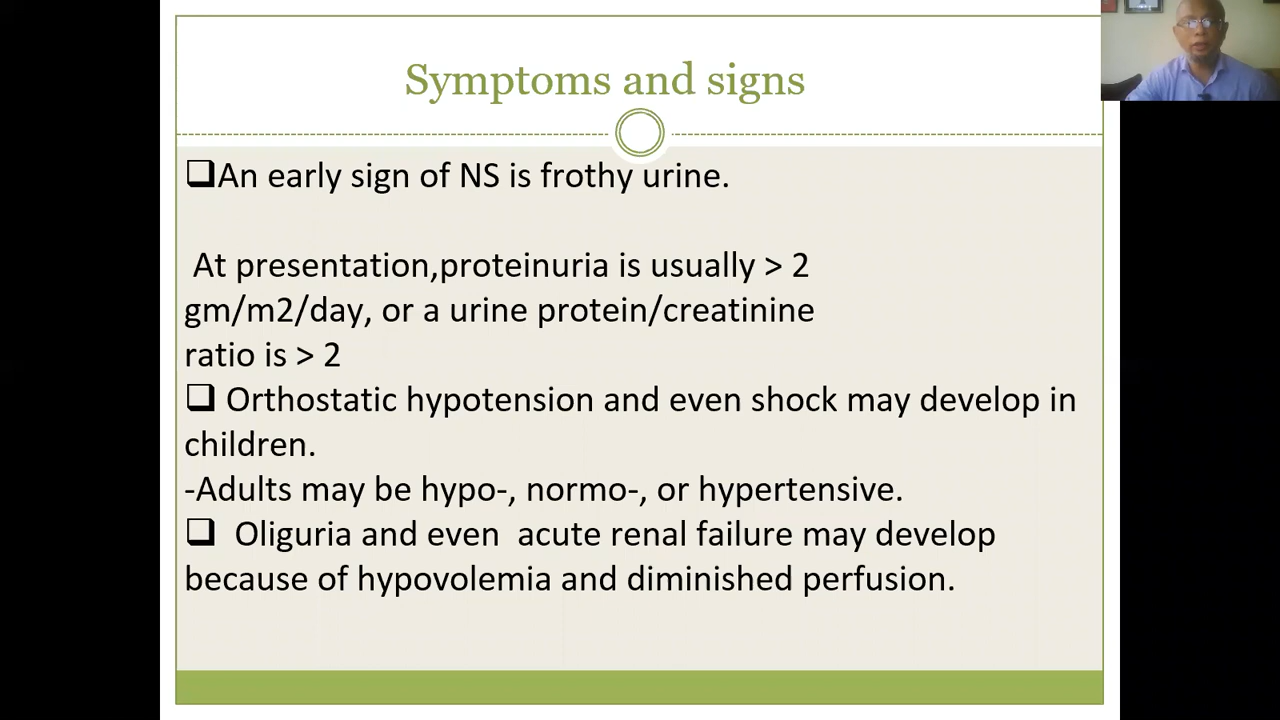 Symptoms and signs
❑An early sign of NS is frothy urine.
At presentation,proteinuria is usually > 2
gm/m2/day, or a urine protein/creatinine
ratio is > 2
❑ Orthostatic hypotension and even shock may develop in
children.
-Adults may be hypo-, normo-, or hypertensive.
❑ Oliguria and even acute renal failure may develop
because of hypovolemia and diminished perfusion.